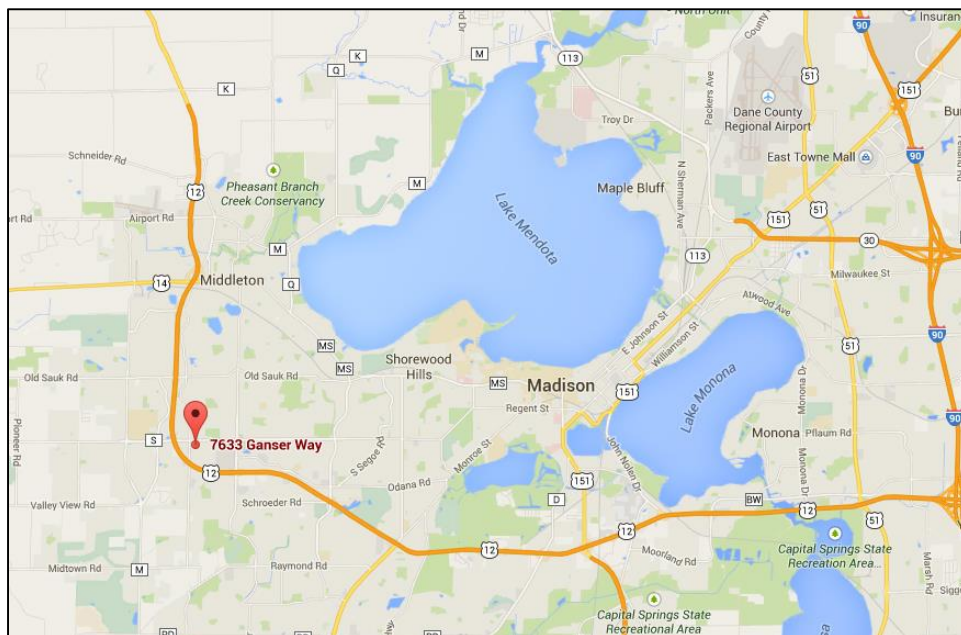 North Unit
Insurance
County
90
113
K
M
Q
K
51
151
Packers Ave
Dane County
Regional Airport
Troy Dr
90
East Towne Mall
Schneider Rd
12
Pheasant Branch
Creek Conservancy
M
Maple Bluff
N Sherman Ave
Lake Mendota
Airport Rd
151
51
30
M
113
14
Middleton
Q
Milwaukee St
Atwood Ave
MS
E Johnson St
Williamson St
90
51
Shorewood
Hills
MS
Old Sauk Rd
Old Sauk Rd
MS
Madison
151
Regent St
Lake Monona
Monona Dr
90
Pioneer Rd
S
7633 Ganser Way
Monona
Pflaum Rd
12
S Segoe Rd
Monroe St
John Nolen Dr
Monona Dr
Odana Rd
151
Valley View Rd
Schroeder Rd
D
BW
12
51
12
12
Moorland Rd
Capital Springs State
Recreation Area...
Midtown Rd
M
Raymond Rd
Marsh Rd
Capital Springs State
Recreational Area